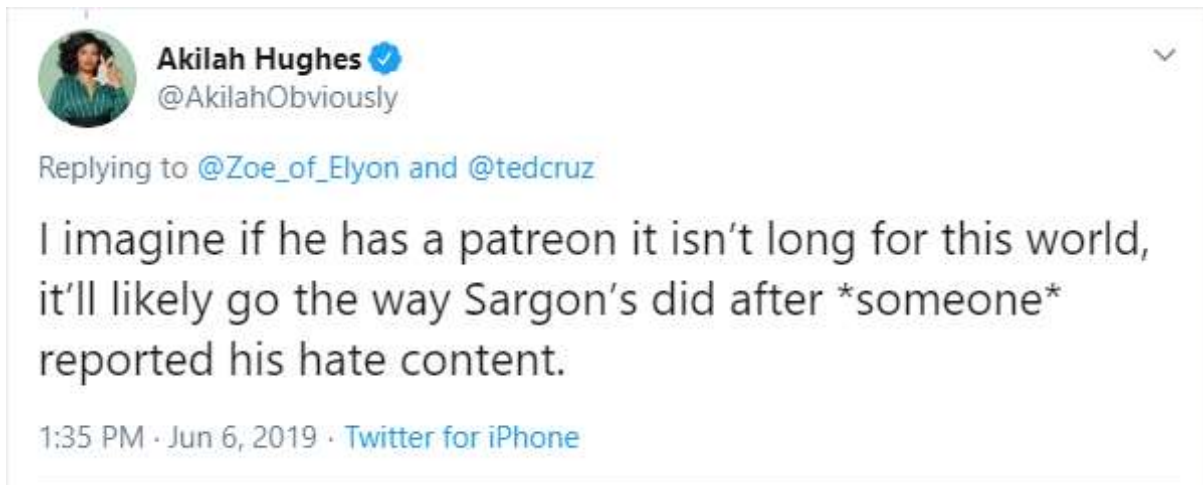 Akilah Hughes
@AkilahObviously
Replying to @Zoe_of_Elyon and @tedcruz
I imagine if he has a patreon it isn’t long for this world,
it’ll likely go the way Sargon’s did after *someone*
reported his hate content.
1:35 PM · Jun 6, 2019 · Twitter for iPhone